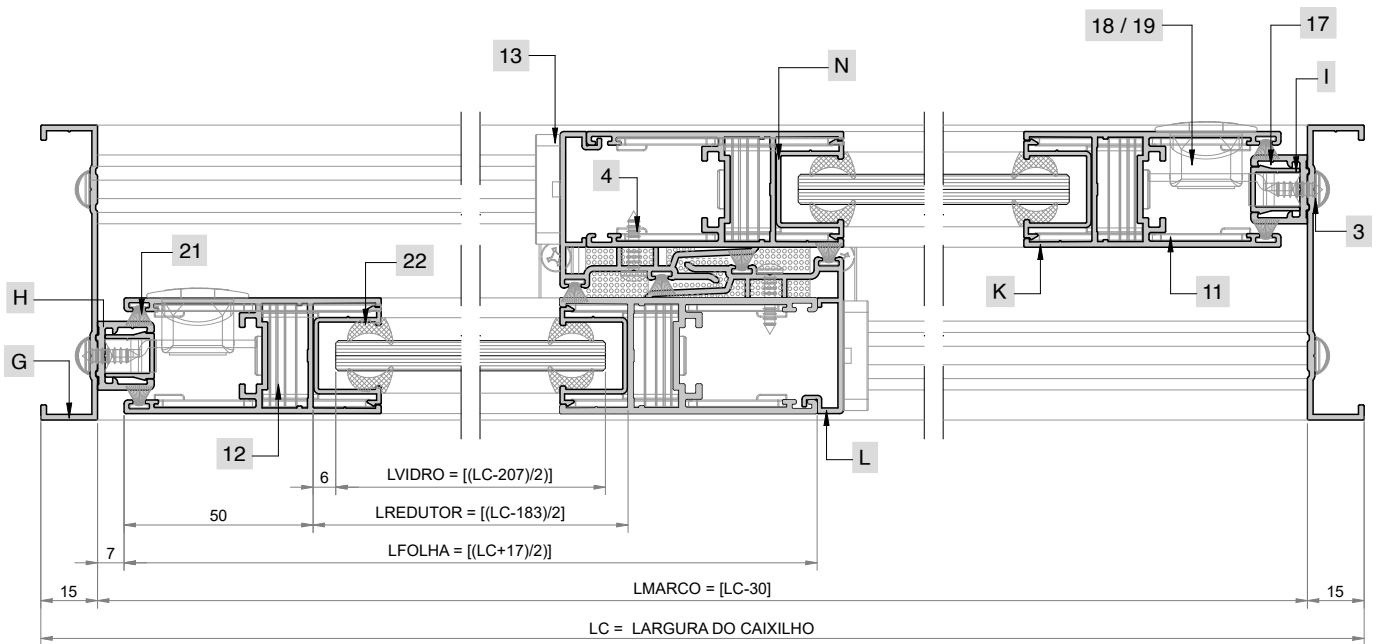 18 / 19
17
13
N
I
4
3
21
22
K
11
H
G
12
L
6
LVIDRO = [(LC-207)/2)]
50
LREDUTOR = [(LC-183)/2]
7
LFOLHA = [(LC+17)/2)]
15
LMARCO = [LC-30]
15
LC = LARGURA DO CAIXILHO